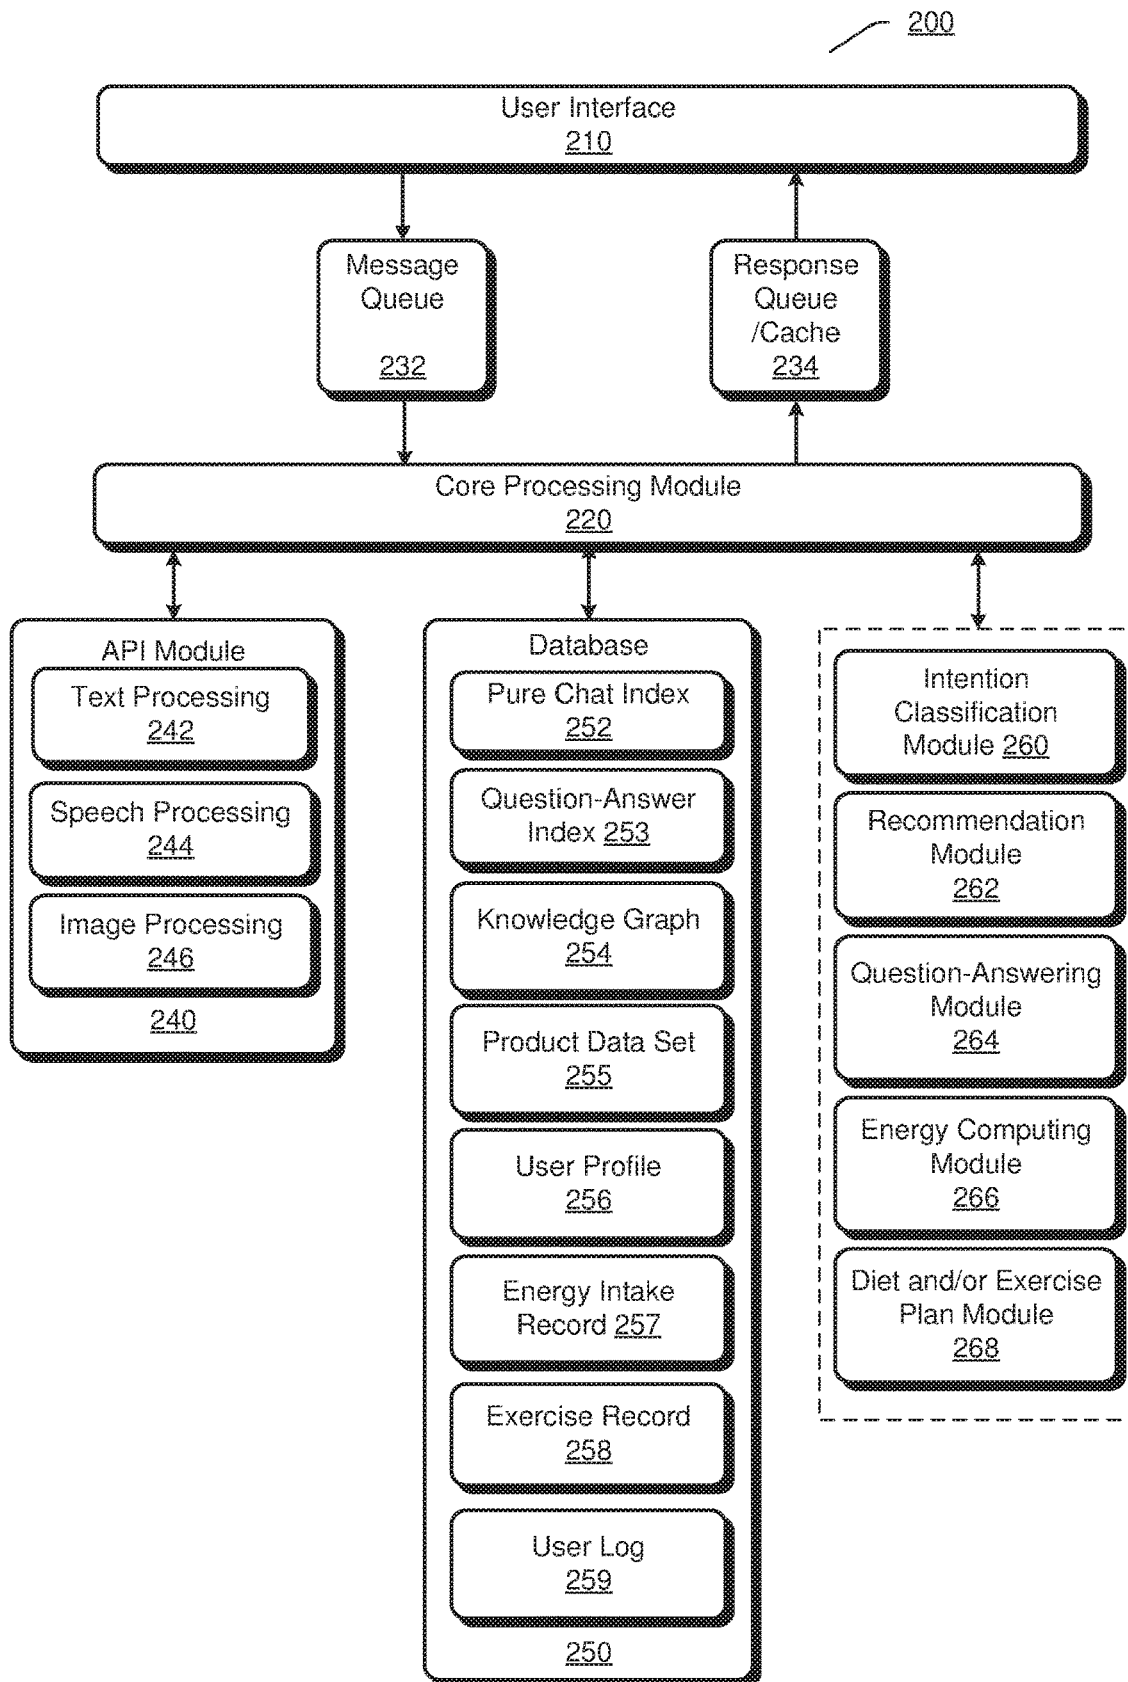 200
User Interface
210
Message
Queue
232
Response
Queue
/Cache
234
Core Processing Module
220
API Module
Text Processing
242
Speech Processing
244
Image Processing
246
240
Database
Pure Chat Index
252
Question-Answer
Index 253
Knowledge Graph
254
Product Data Set
255
User Profile
256
Energy Intake
Record 257
Exercise Record
258
User Log
259
250
Intention
Classification
Module 260
Recommendation
Module
262
Question-Answering
Module
264
Energy Computing
Module
266
Diet and/or Exercise
Plan Module
268